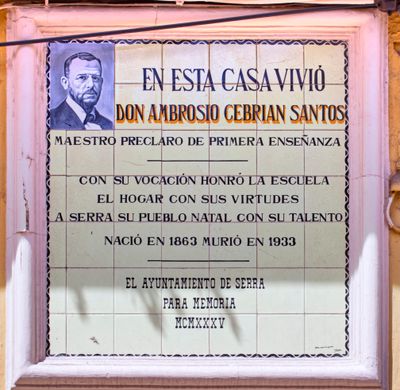 EN ESTA CASA VIVIÓ
DON AMBROSIO CEBRIAN SANTOS
MAESTRO PRECLARO DE PRIMERA ENSEÑANZA
CON SU VOCACIÓN HONRÓ LA ESCUELA
EL HOGAR CON SUS VIRTUDES
A SERRA SU PUEBLO NATAL CON SU TALENTO
NACIÓ EN 1863 MURIÓ EN 1933
EL AYUNTAMIENTO DE SERRA
PARA MEMORIA
MCMXXXV